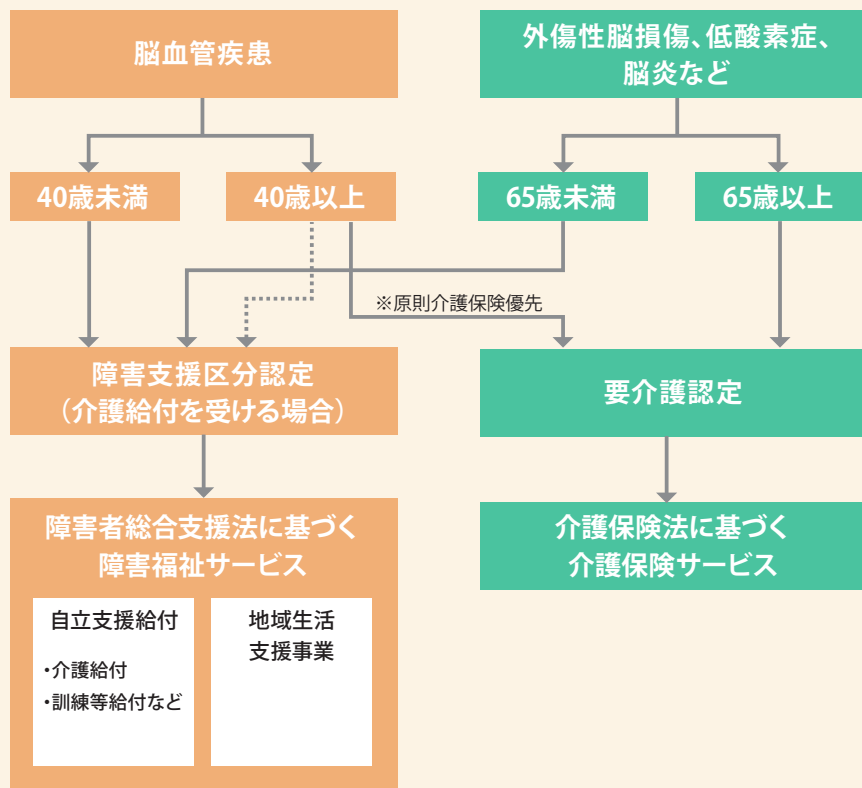 脳血管疾患
外傷性脳損傷、低酸素症、
脳炎など
40歳未満
40歳以上
65歳未満
65歳以上
※原則介護保険優先
障害支援区分認定
（介護給付を受ける場合）
要介護認定
障害者総合支援法に基づく
障害福祉サービス
介護保険法に基づく
介護保険サービス
自立支援給付
・介護給付
・訓練等給付など
地域生活
支援事業